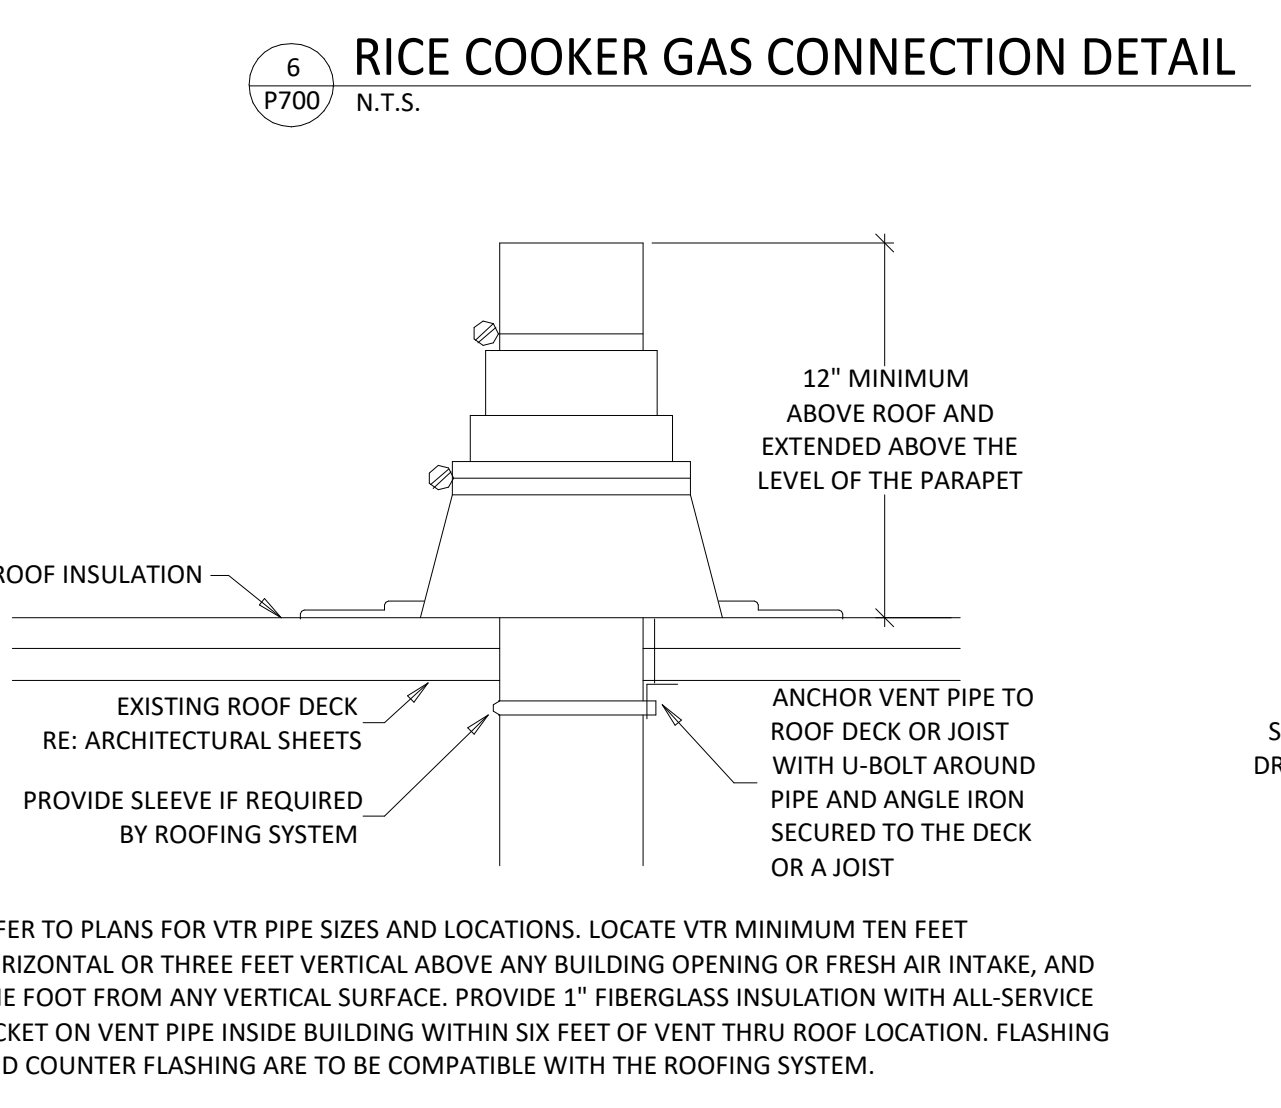 6
P700
RICE COOKER GAS CONNECTION DETAIL
N.T.S.
12" MINIMUM
ABOVE ROOF AND
EXTENDED ABOVE THE
LEVEL OF THE PARAPET
ROOF INSULATION
EXISTING ROOF DECK
RE: ARCHITECTURAL SHEETS
PROVIDE SLEEVE IF REQUIRED
BY ROOFING SYSTEM
ANCHOR VENT PIPE TO
ROOF DECK OR JOIST
WITH U-BOLT AROUND
PIPE AND ANGLE IRON
SECURED TO THE DECK
OR A JOIST
S
DR
FER TO PLANS FOR VTR PIPE SIZES AND LOCATIONS. LOCATE VTR MINIMUM TEN FEET
RIZONTAL OR THREE FEET VERTICAL ABOVE ANY BUILDING OPENING OR FRESH AIR INTAKE, AND
NE FOOT FROM ANY VERTICAL SURFACE. PROVIDE 1" FIBERGLASS INSULATION WITH ALL-SERVICE
CKET ON VENT PIPE INSIDE BUILDING WITHIN SIX FEET OF VENT THRU ROOF LOCATION. FLASHING
D COUNTER FLASHING ARE TO BE COMPATIBLE WITH THE ROOFING SYSTEM.